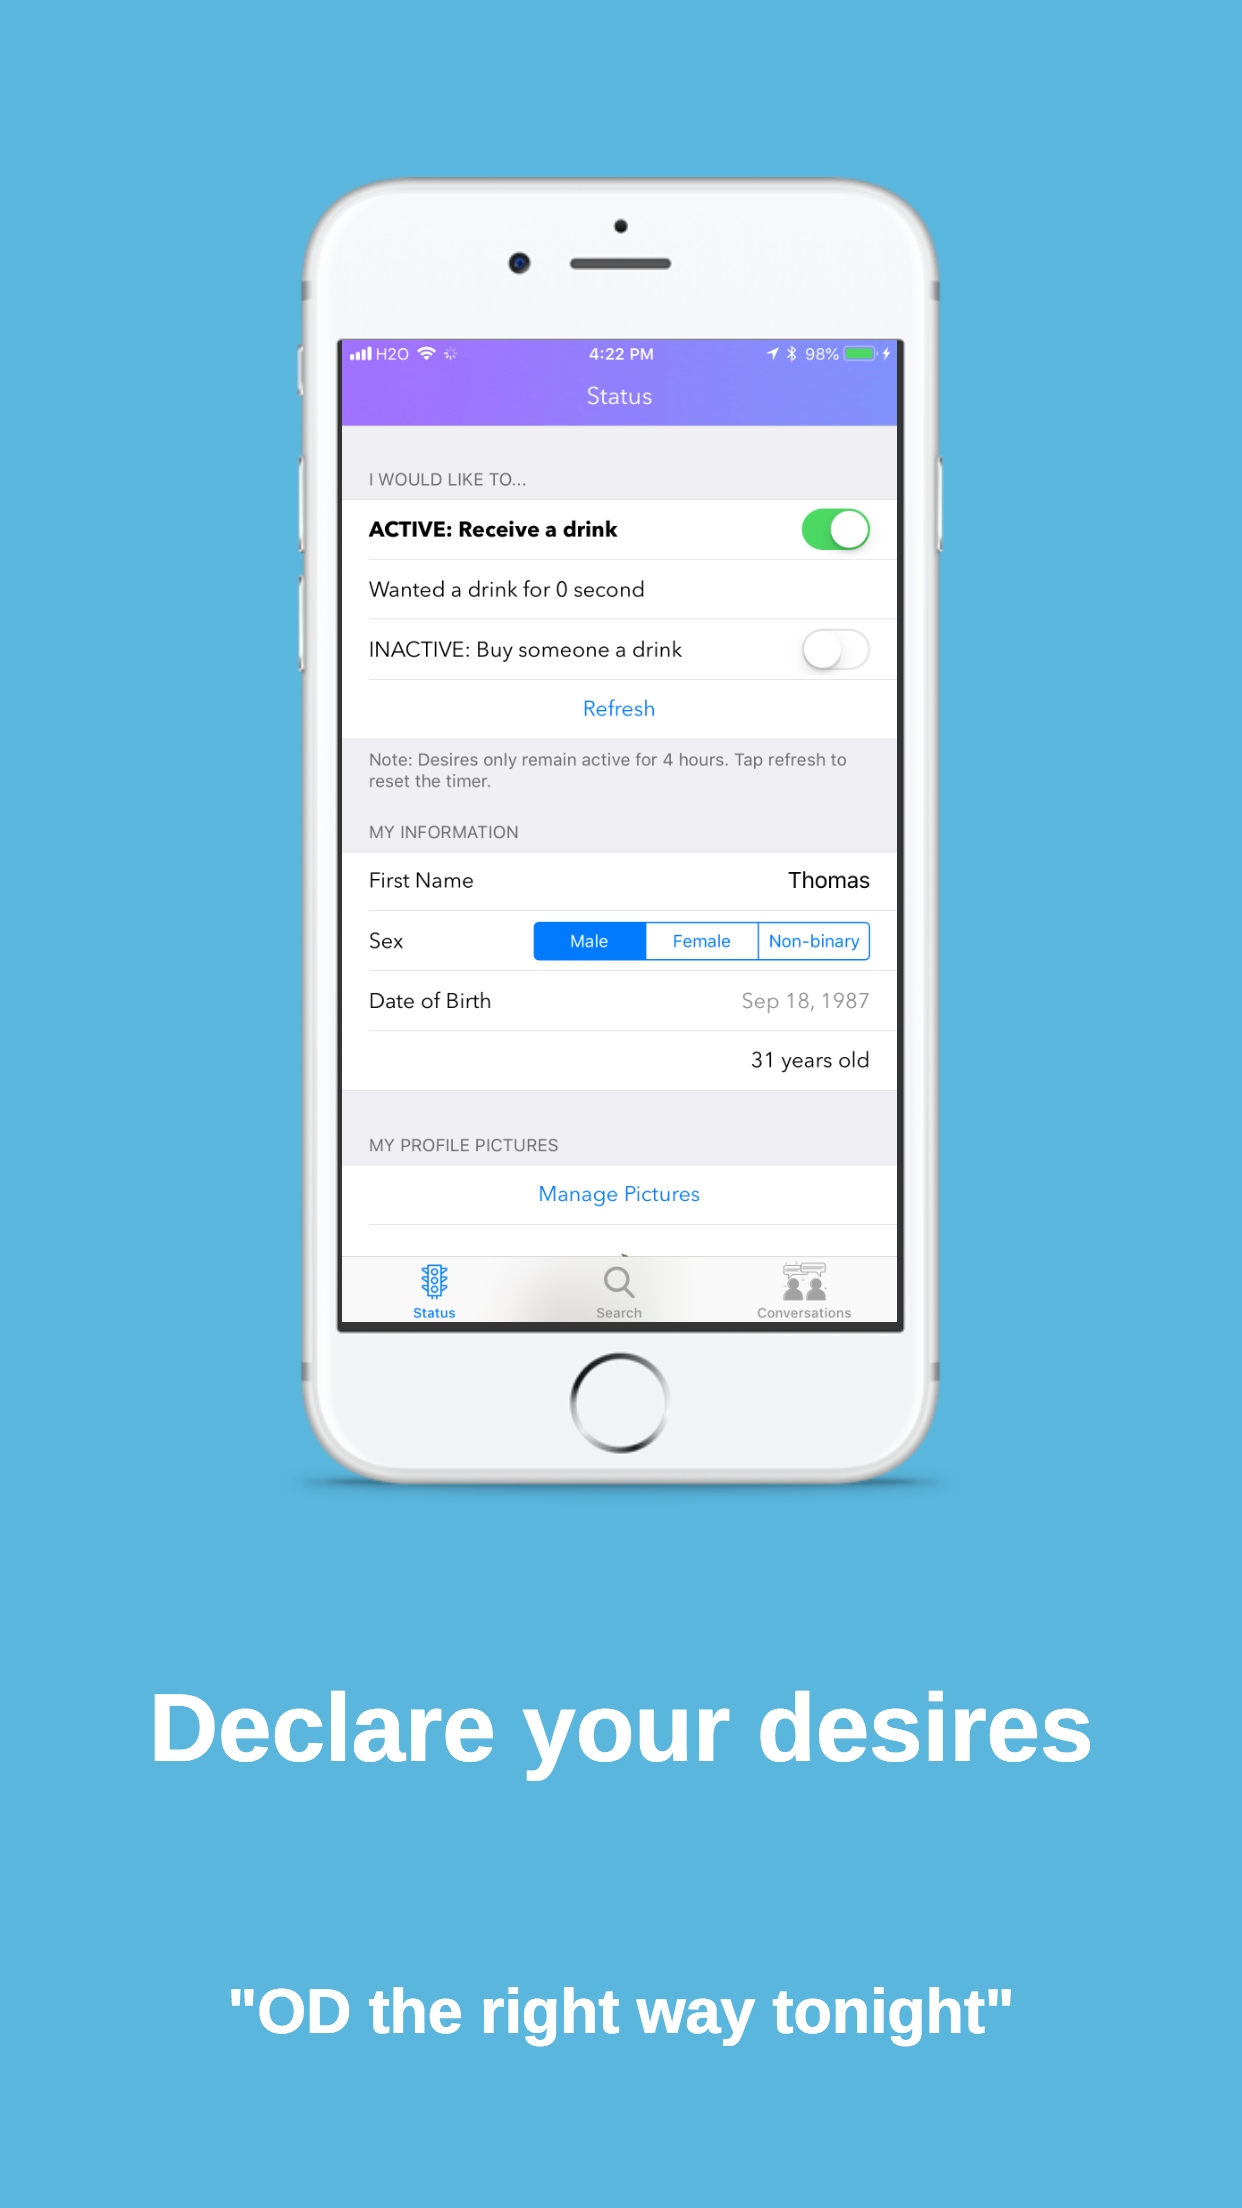 H2O 4:22 PM 98%
Status
I WOULD LIKE TO...
ACTIVE: Receive a drink
Wanted a drink for 0 second
INACTIVE: Buy someone a drink
Refresh
Note: Desires only remain active for 4 hours. Tap refresh to
reset the timer.
MY INFORMATION
First Name Thomas
Sex Male Female Non-binary
Date of Birth Sep 18, 1987
31 years old
MY PROFILE PICTURES
Manage Pictures
Status Search Conversations
Declare your desires
"OD the right way tonight"